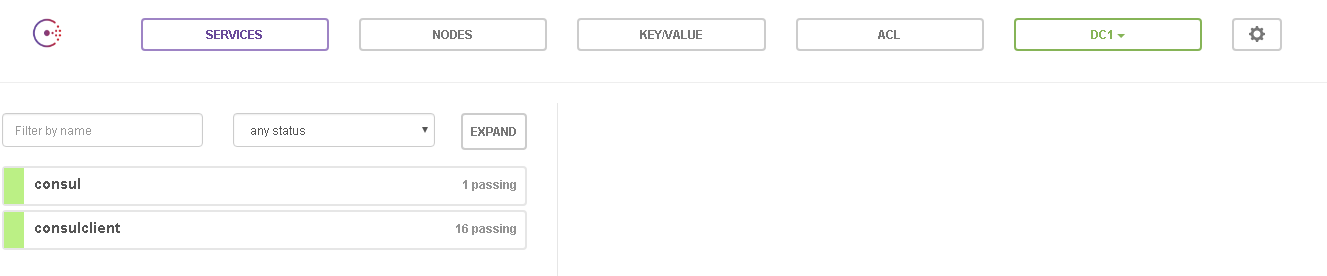 SERVICES NODES KEY/VALUE ACL DC1
Filter by name any status EXPAND
consul 1 passing
consulclient 16 passing